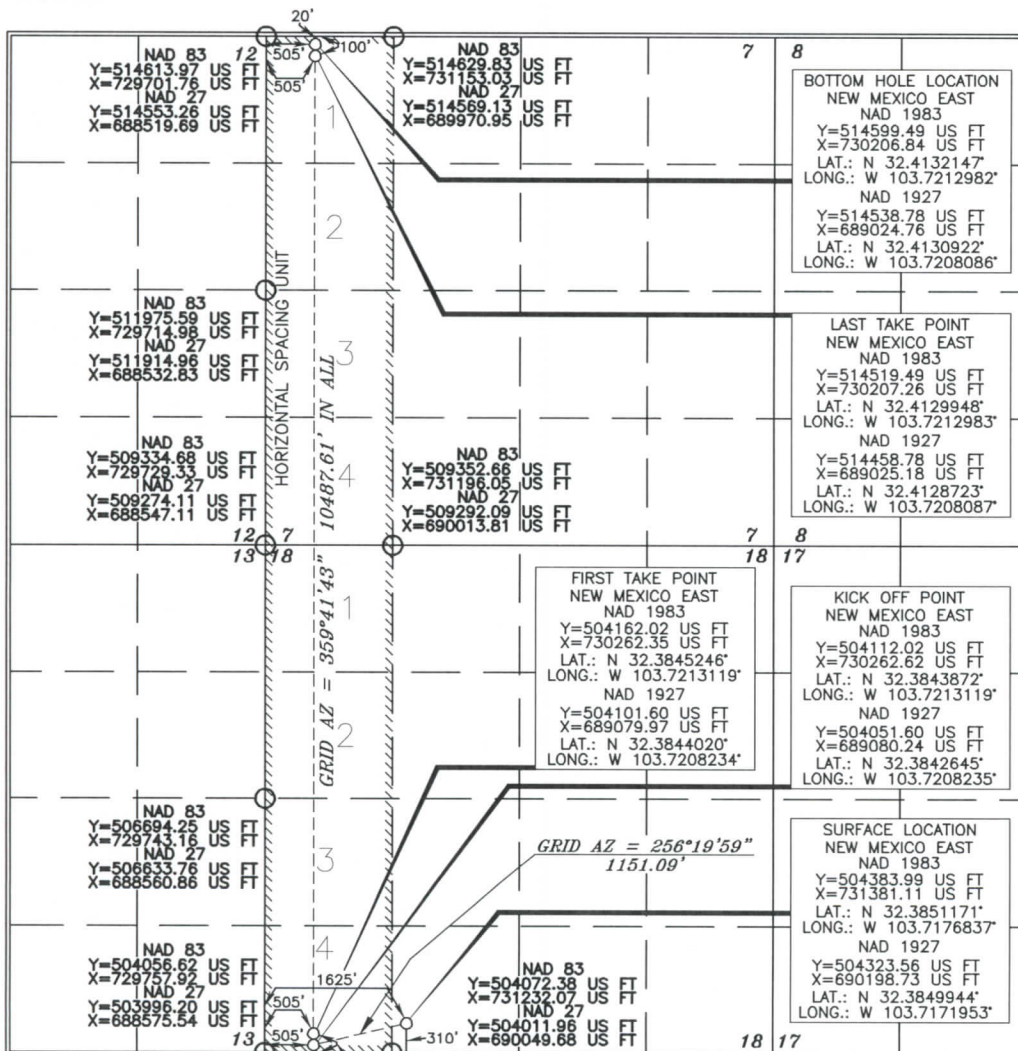 20'
12
505'
100'
505'
NAD 83
Y=514613.97 US FT
X=729701.76 US FT
NAD 27
Y=514553.26 US FT
X=688519.69 US FT
NAD 83
Y=514629.83 US FT
X=731153.03 US FT
NAD 27
Y=514569.13 US FT
X=689970.95 US FT
7 8
BOTTOM HOLE LOCATION
NEW MEXICO EAST
NAD 1983
Y=514599.49 US FT
X=730206.84 US FT
LAT.: N 32.4132147°
LONG.: W 103.7212982°
NAD 1927
Y=514538.78 US FT
X=689024.76 US FT
LAT.: N 32.4130922°
LONG.: W 103.7208086°
1
2
HORIZONTAL SPACING UNIT
NAD 83
Y=511975.59 US FT
X=729714.98 US FT
NAD 27
Y=511914.96 US FT
X=688532.83 US FT
3
LAST TAKE POINT
NEW MEXICO EAST
NAD 1983
Y=514519.49 US FT
X=730207.26 US FT
LAT.: N 32.4129948°
LONG.: W 103.7212983°
NAD 1927
Y=514458.78 US FT
X=689025.18 US FT
LAT.: N 32.4128723°
LONG.: W 103.7208087°
NAD 83
Y=509334.68 US FT
X=729729.33 US FT
NAD 27
Y=509274.11 US FT
X=688547.11 US FT
4
NAD 83
Y=509352.66 US FT
X=731196.05 US FT
NAD 27
Y=509292.09 US FT
X=690013.81 US FT
GRID AZ = 359°41'43" 10487.61' IN ALL
12 7
13 18
7 8
18 17
1
2
FIRST TAKE POINT
NEW MEXICO EAST
NAD 1983
Y=504162.02 US FT
X=730262.35 US FT
LAT.: N 32.3845246°
LONG.: W 103.7213119°
NAD 1927
Y=504101.60 US FT
X=689079.97 US FT
LAT.: N 32.3844020°
LONG.: W 103.7208234°
KICK OFF POINT
NEW MEXICO EAST
NAD 1983
Y=504112.02 US FT
X=730262.62 US FT
LAT.: N 32.3843872°
LONG.: W 103.7213119°
NAD 1927
Y=504051.60 US FT
X=689080.24 US FT
LAT.: N 32.3842645°
LONG.: W 103.7208235°
NAD 83
Y=506694.25 US FT
X=729743.16 US FT
NAD 27
Y=506633.76 US FT
X=688560.86 US FT
3
GRID AZ = 256°19'59"
1151.09'
SURFACE LOCATION
NEW MEXICO EAST
NAD 1983
Y=504383.99 US FT
X=731381.11 US FT
LAT.: N 32.3851171°
LONG.: W 103.7176837°
NAD 1927
Y=504323.56 US FT
X=690198.73 US FT
LAT.: N 32.3849944°
LONG.: W 103.7171953°
4
NAD 83
Y=504056.62 US FT
X=729757.92 US FT
NAD 27
Y=503996.20 US FT
X=688575.54 US FT
1625'
505'
505'
13
NAD 83
Y=504072.38 US FT
X=731232.07 US FT
NAD 27
Y=504011.96 US FT
X=690049.68 US FT
310'
18 17